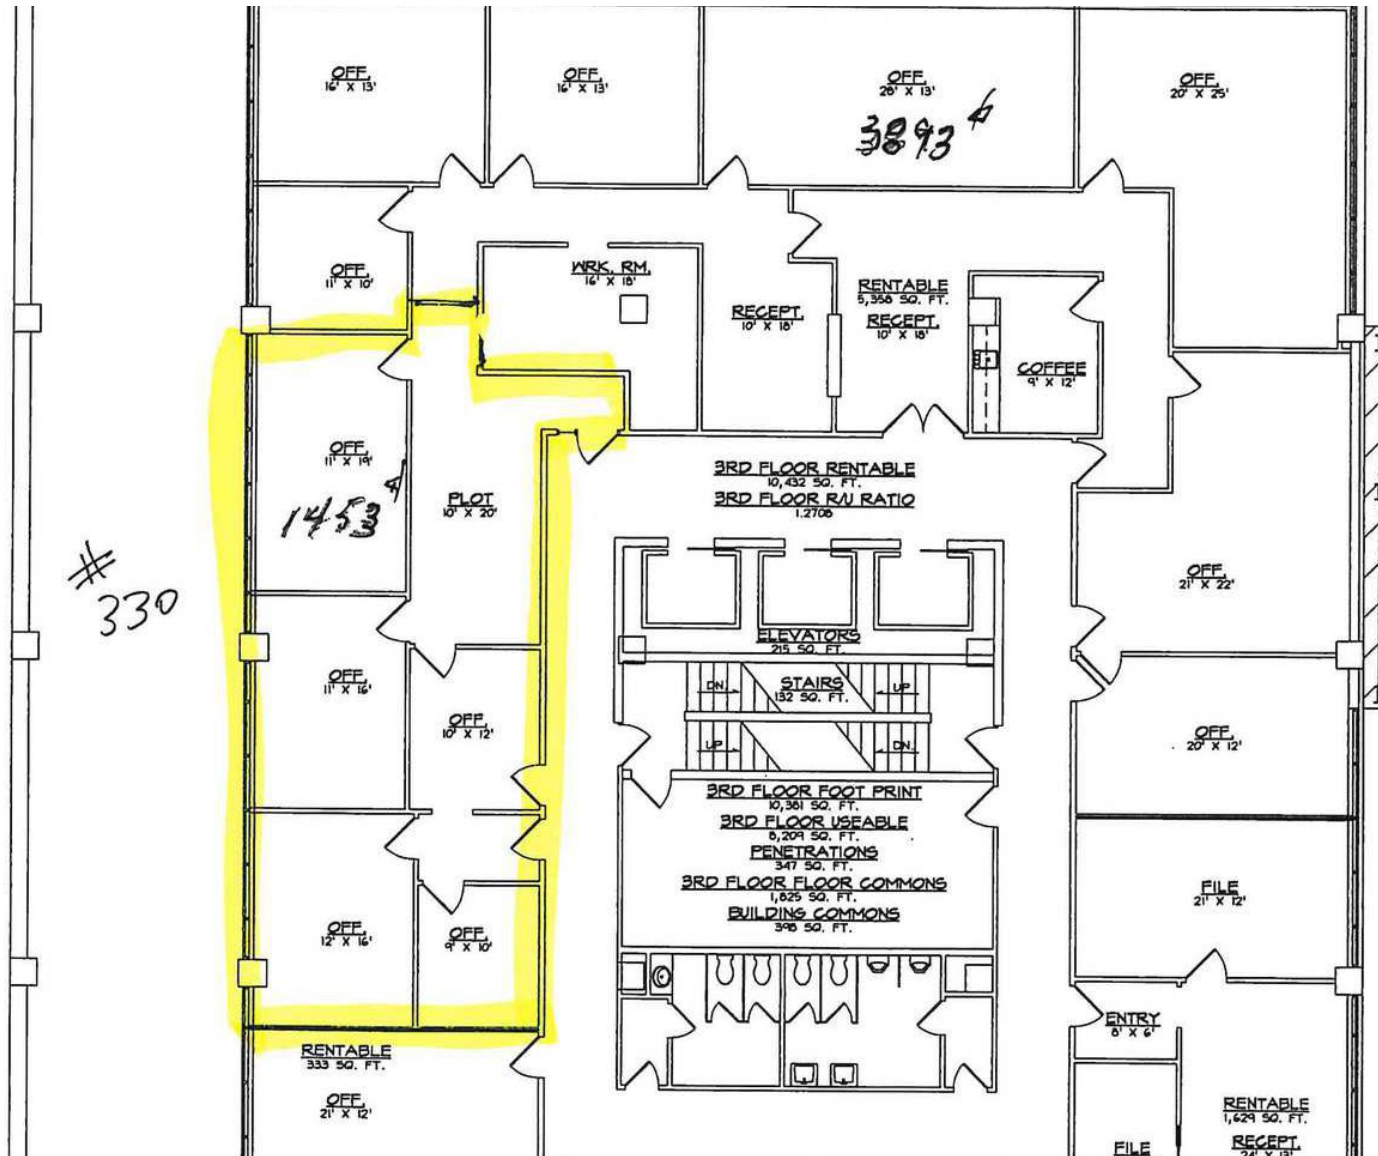 OFF.
16' X 13'
OFF.
16' X 13'
OFF.
28' X 13'
3893
OFF.
20' X 25'
OFF.
11' X 10'
WRK. RM.
16' X 18'
RECEPT.
10' X 18'
RENTABLE
5,358 SQ. FT.
RECEPT.
10' X 18'
COFFEE
9' X 12'
OFF.
11' X 19'
1453
PLOT
10' X 20'
3RD FLOOR RENTABLE
10,432 SQ. FT.
3RD FLOOR R/U RATIO
1.2708
#
330
OFF.
21' X 22'
ELEVATORS
215 SQ. FT.
OFF.
11' X 16'
DN.
STAIRS
132 SQ. FT.
UP
OFF.
10' X 12'
UP
DN.
OFF.
20' X 12'
3RD FLOOR FOOT PRINT
10,381 SQ. FT.
3RD FLOOR USEABLE
8,209 SQ. FT.
PENETRATIONS
347 SQ. FT.
3RD FLOOR FLOOR COMMONS
1,825 SQ. FT.
BUILDING COMMONS
398 SQ. FT.
FILE
21' X 12'
OFF.
12' X 16'
OFF.
9' X 10'
ENTRY
8' X 6'
RENTABLE
333 SQ. FT.
OFF.
21' X 12'
RENTABLE
1,629 SQ. FT.
RECEPT.
FILE